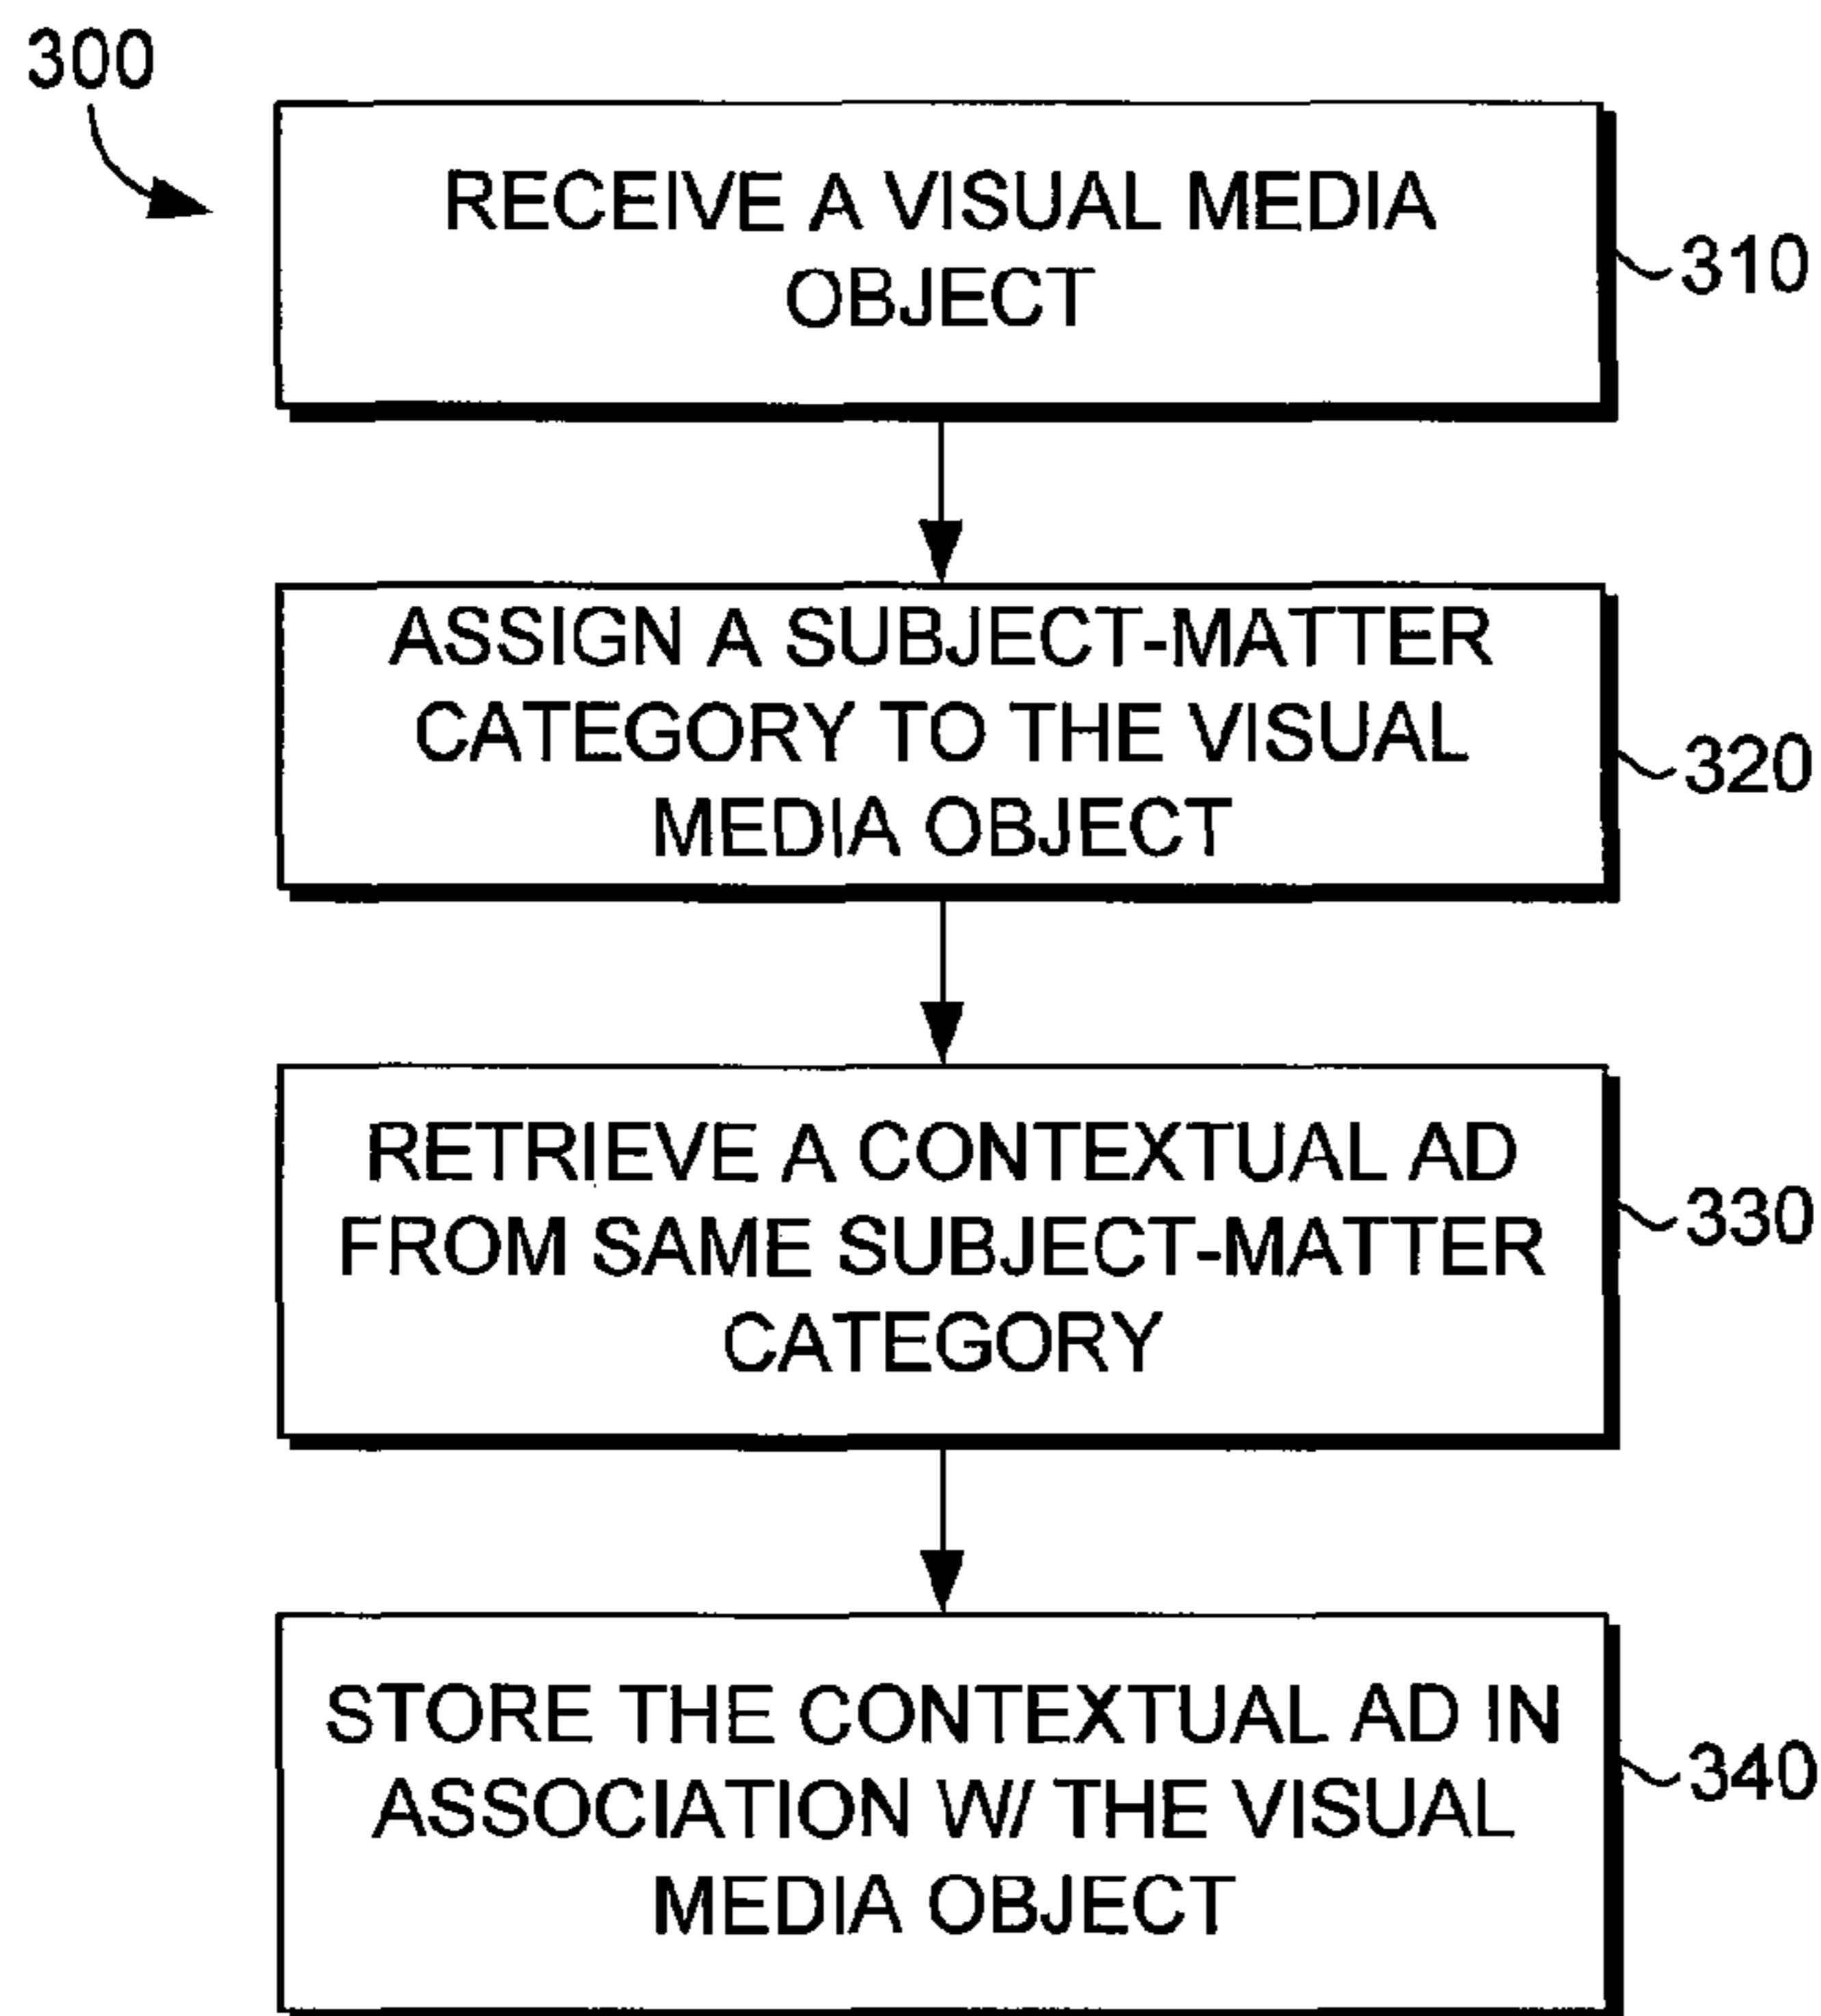 300
RECEIVE A VISUAL MEDIA
OBJECT
310
ASSIGN A SUBJECT-MATTER
CATEGORY TO THE VISUAL
MEDIA OBJECT
320
RETRIEVE A CONTEXTUAL AD
FROM SAME SUBJECT-MATTER
CATEGORY
330
STORE THE CONTEXTUAL AD IN
ASSOCIATION W/ THE VISUAL
MEDIA OBJECT
340